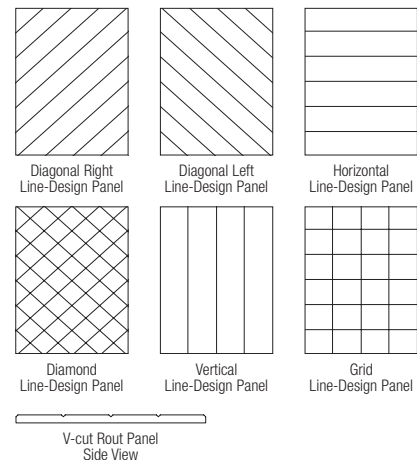 Diagonal Right
Line-Design Panel
Diagonal Left
Line-Design Panel
Horizontal
Line-Design Panel
Diamond
Line-Design Panel
Vertical
Line-Design Panel
Grid
Line-Design Panel
V-cut Rout Panel
Side View